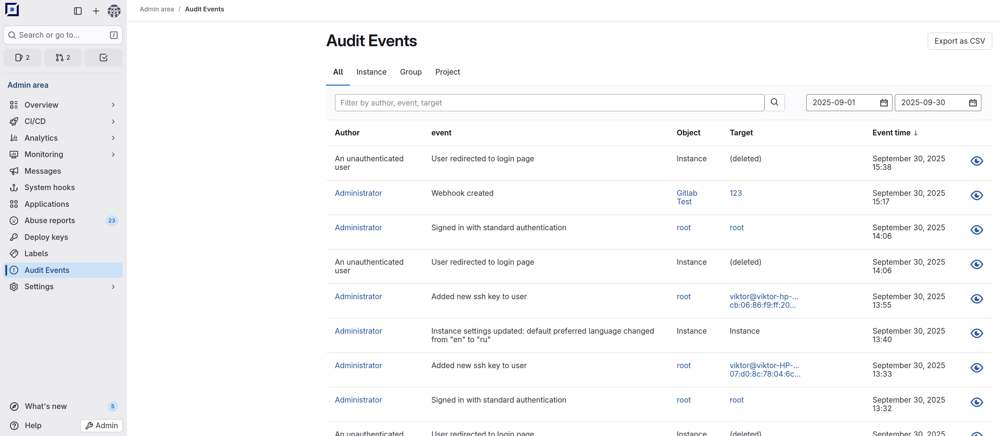 Admin area / Audit Events
Search or go to... /
2 2
Admin area
Overview
CI/CD
Analytics
Monitoring
Messages
System hooks
Applications
Abuse reports 23
Deploy keys
Labels
Audit Events
Settings
What's new 5
Help Admin
Audit Events
Export as CSV
All Instance Group Project
Filter by author, event, target 2025-09-01 2025-09-30
Author event Object Target Event time ↓
An unauthenticated User redirected to login page Instance (deleted) September 30, 2025
user 15:38
Administrator Webhook created Gitlab 123 September 30, 2025
Test 15:17
Administrator Signed in with standard authentication root root September 30, 2025
14:06
An unauthenticated User redirected to login page Instance (deleted) September 30, 2025
user 14:06
Administrator Added new ssh key to user root viktor@viktor-hp-... September 30, 2025
cb:06:86:f9:ff:20... 13:55
Administrator Instance settings updated: default preferred language changed Instance Instance September 30, 2025
from "en" to "ru" 13:40
Administrator Added new ssh key to user root viktor@viktor-HP-... September 30, 2025
07:d0:8c:78:04:6c... 13:33
Administrator Signed in with standard authentication root root September 30, 2025
13:32
An unauthenticated User redirected to login page Instance (deleted) September 30, 2025